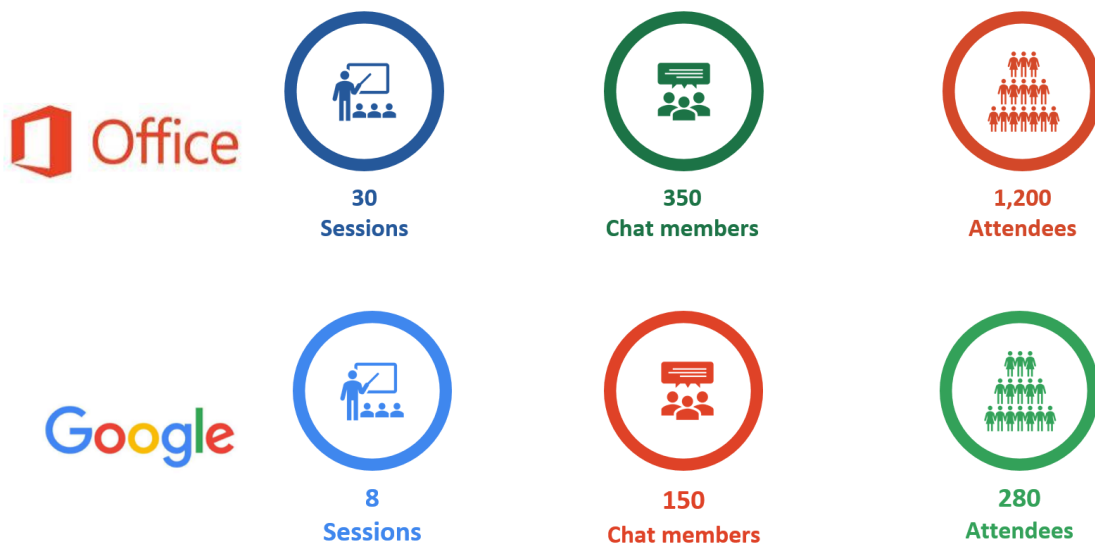 Office
30
Sessions
350
Chat members
1,200
Attendees
Google
8
Sessions
150
Chat members
280
Attendees